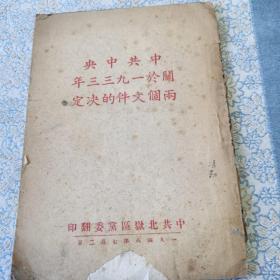 中共中央
關於一九三三年
兩個文件的决定
中共北嶽區黨委翻印